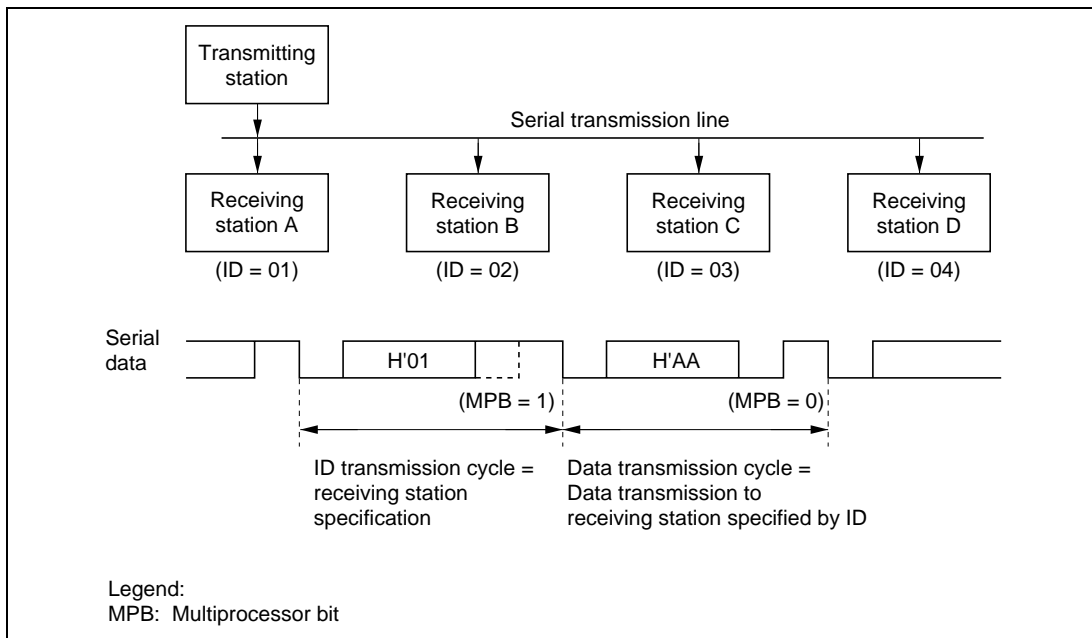 Transmitting
station
Serial transmission line
Receiving
station A
Receiving
station B
Receiving
station C
Receiving
station D
(ID = 01)
(ID = 02)
(ID = 03)
(ID = 04)
Serial
data
H'01
H'AA
(MPB = 1)
(MPB = 0)
ID transmission cycle =
receiving station
specification
Data transmission cycle =
Data transmission to
receiving station specified by ID
Legend:
MPB: Multiprocessor bit